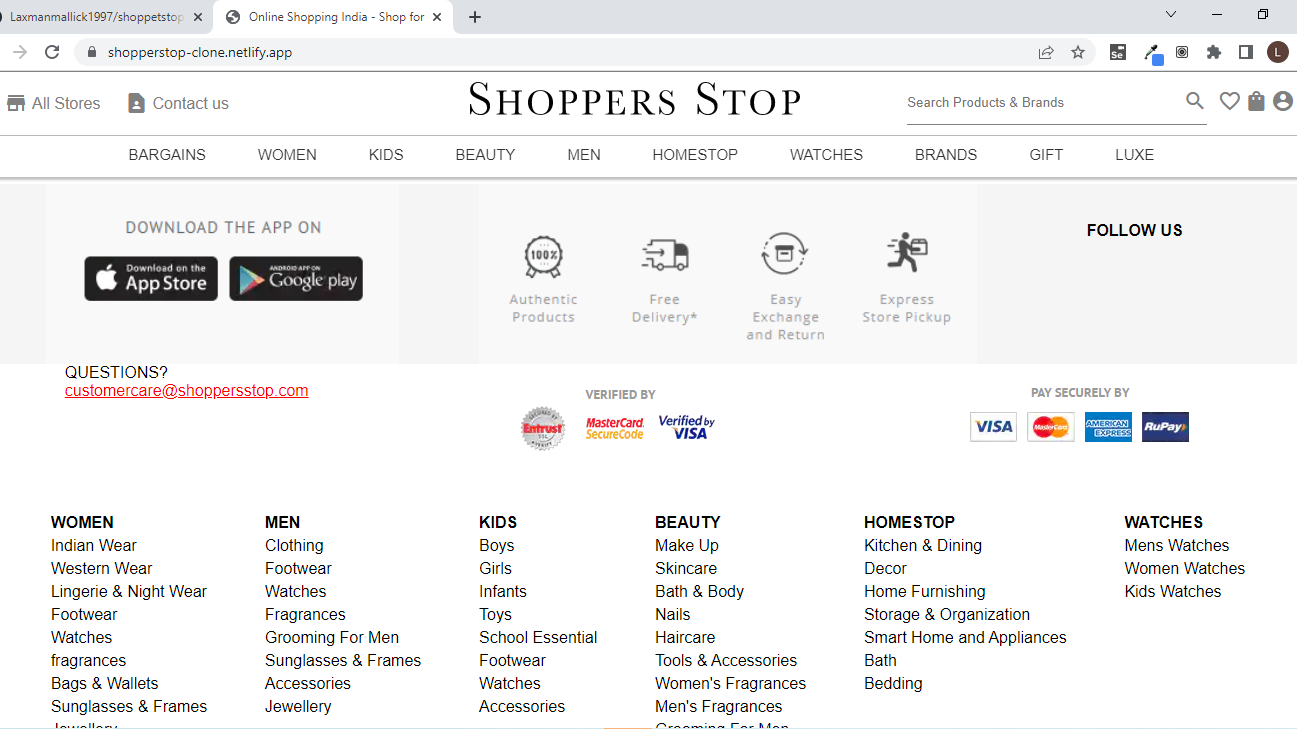 Laxmanmallick1997/shoppetstop
Online Shopping India - Shop for
shopperstop-clone.netlify.app
Se
L
All Stores
Contact us
SHOPPERS STOP
Search Products & Brands
BARGAINS
WOMEN
KIDS
BEAUTY
MEN
HOMESTOP
WATCHES
BRANDS
GIFT
LUXE
DOWNLOAD THE APP ON
Download on the
App Store
ANDROID APP ON
Google play
100%
Authentic
Products
Free
Delivery*
Easy
Exchange
and Return
Express
Store Pickup
FOLLOW US
QUESTIONS?
customercare@shoppersstop.com
VERIFIED BY
SECURED BY
Entrust
SSL
MasterCard.
SecureCode
Verified by
VISA
PAY SECURELY BY
VISA
MasterCard
AMERICAN
EXPRESS
RuPay
WOMEN
Indian Wear
Western Wear
Lingerie & Night Wear
Footwear
Watches
fragrances
Bags & Wallets
Sunglasses & Frames
Jewellery
MEN
Clothing
Footwear
Watches
Fragrances
Grooming For Men
Sunglasses & Frames
Accessories
Jewellery
KIDS
Boys
Girls
Infants
Toys
School Essential
Footwear
Watches
Accessories
BEAUTY
Make Up
Skincare
Bath & Body
Nails
Haircare
Tools & Accessories
Women's Fragrances
Men's Fragrances
Grooming For Men
HOMESTOP
Kitchen & Dining
Decor
Home Furnishing
Storage & Organization
Smart Home and Appliances
Bath
Bedding
WATCHES
Mens Watches
Women Watches
Kids Watches